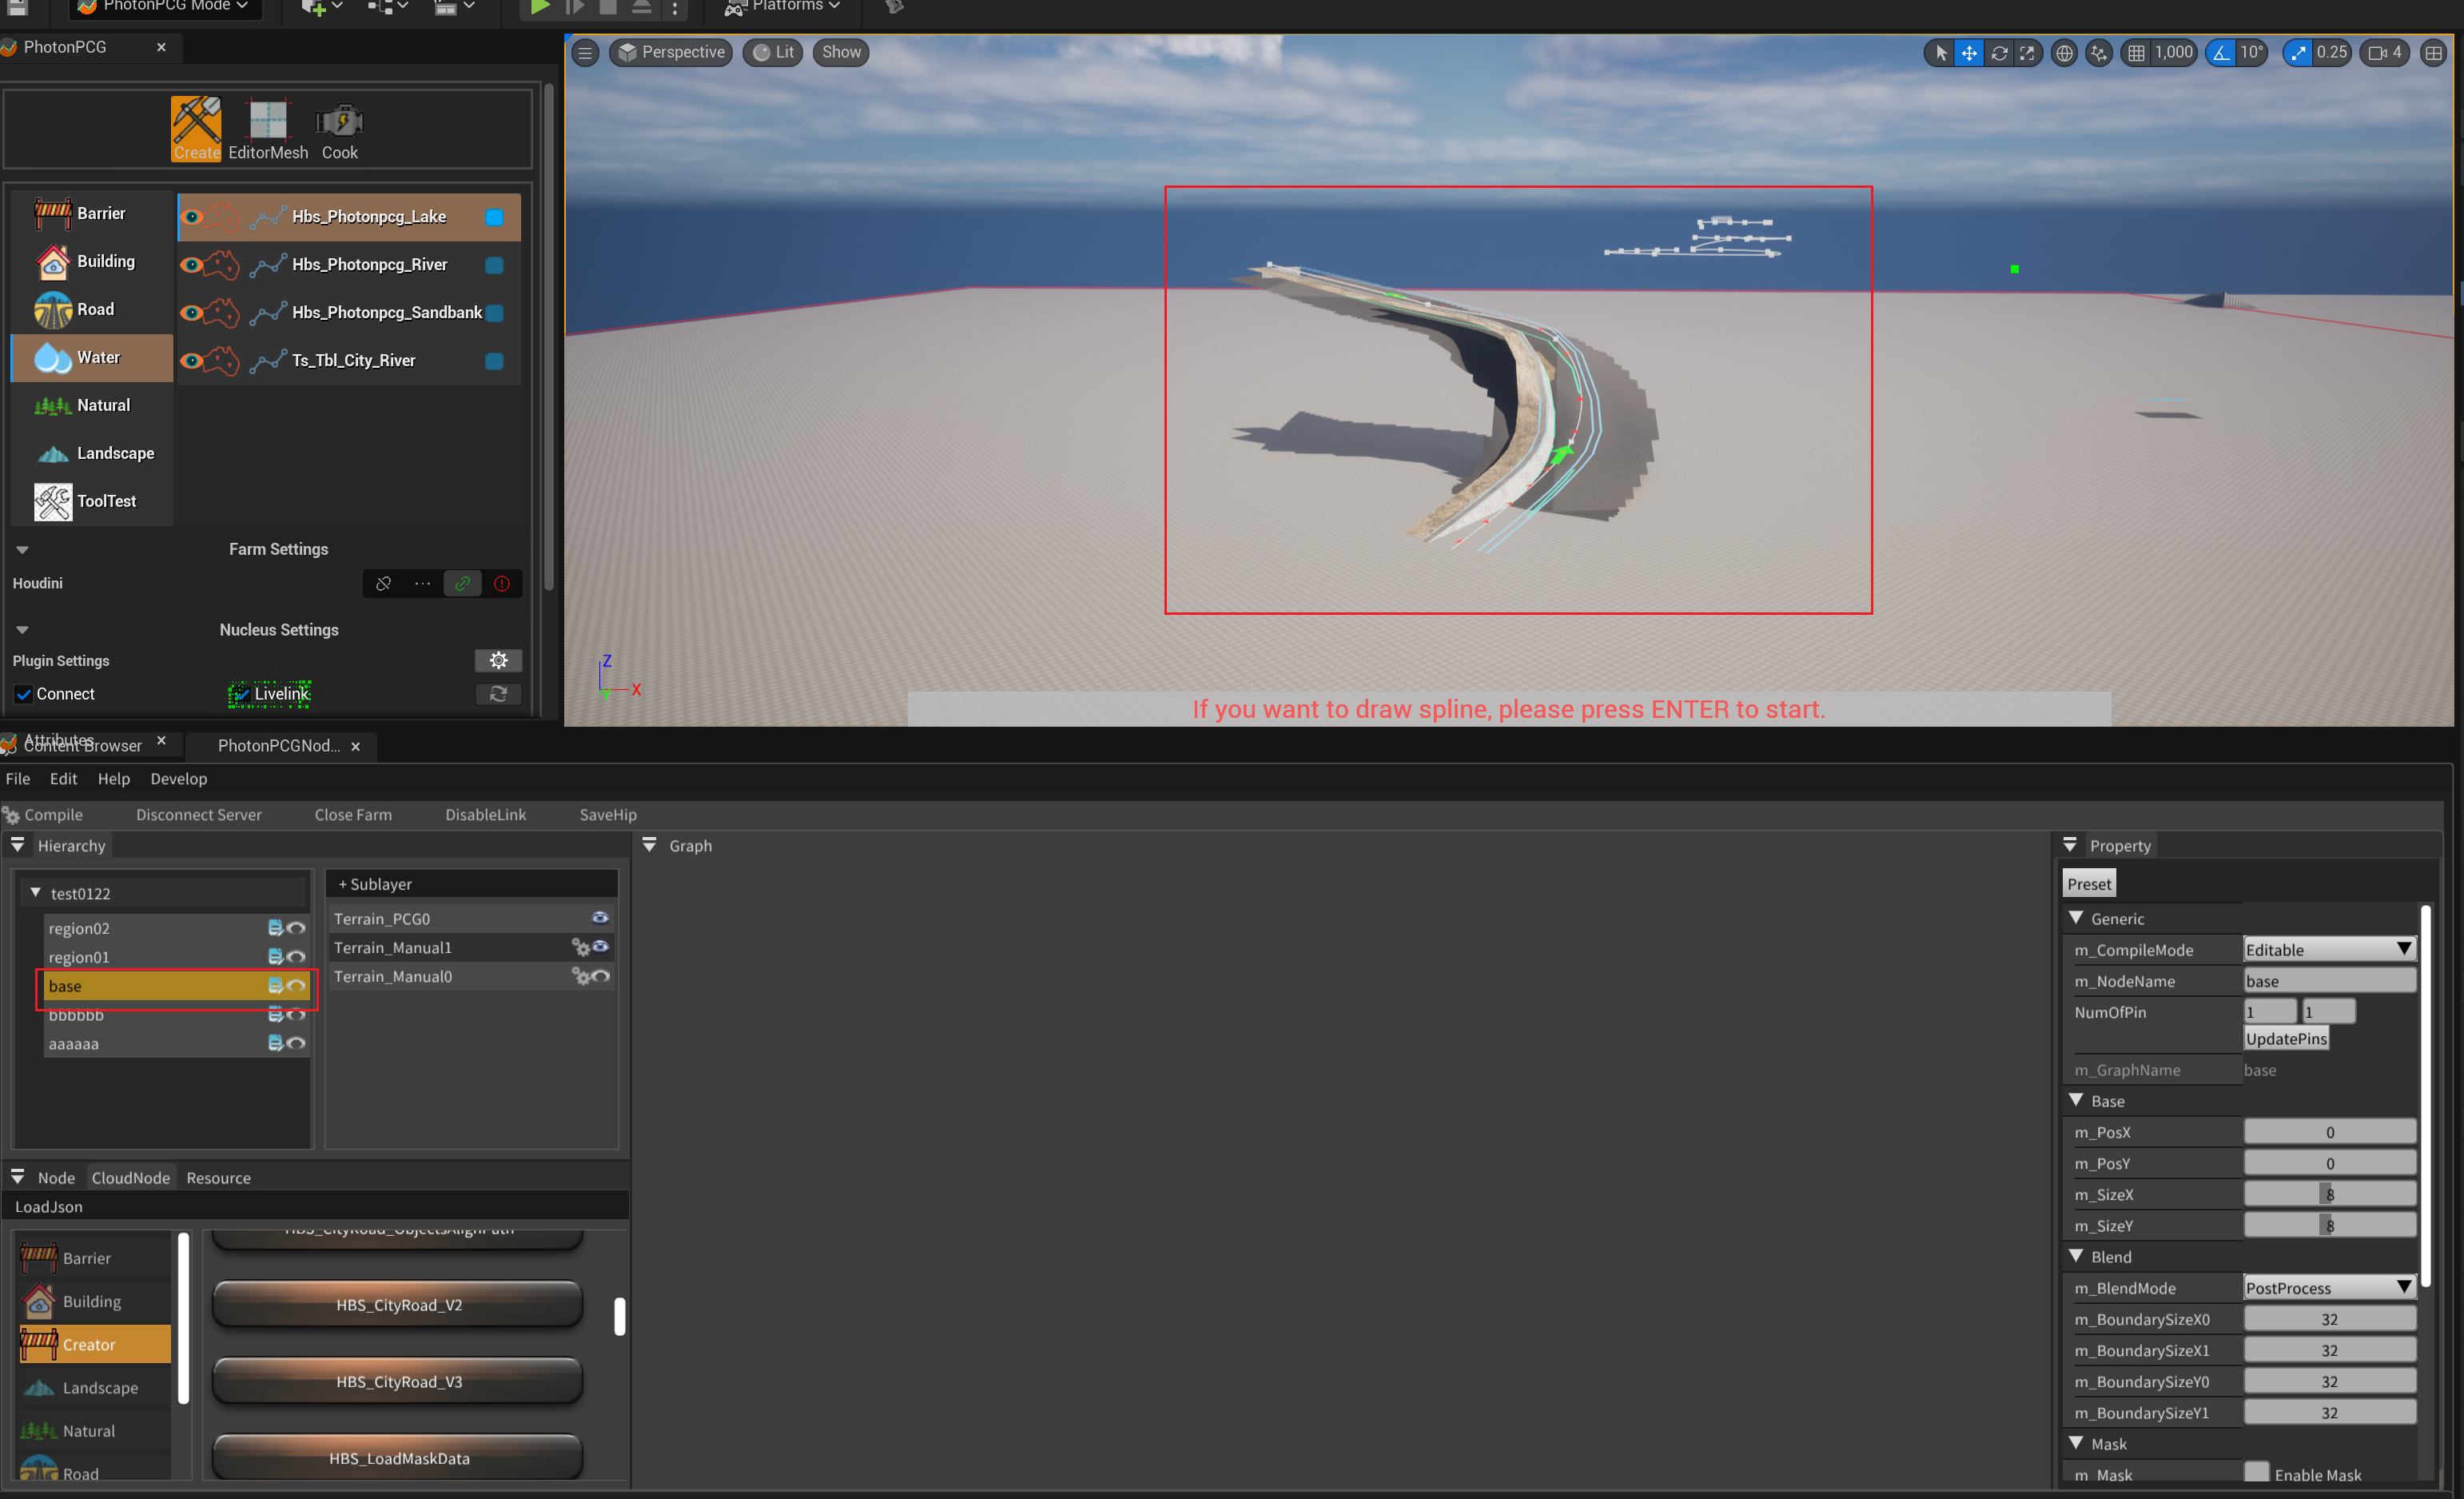 PhotonPCG Mode
Platforms
PhotonPCG
Perspective
Lit
Show
1,000
10°
0.25
4
Create
EditorMesh
Cook
Barrier
Building
Road
Water
Natural
Landscape
ToolTest
Hbs_Photonpcg_Lake
Hbs_Photonpcg_River
Hbs_Photonpcg_Sandbank
Ts_Tbl_City_River
Farm Settings
Houdini
Nucleus Settings
Plugin Settings
Connect
Livelink
Z
Y
X
If you want to draw spline, please press ENTER to start.
Attributes
Content Browser
PhotonPCGNod...
File Edit Help Develop
Compile Disconnect Server Close Farm DisableLink SaveHip
Hierarchy
test0122
region02
region01
base
bbbbbb
aaaaaa
+ Sublayer
Terrain_PCG0
Terrain_Manual1
Terrain_Manual0
Graph
Node CloudNode Resource
LoadJson
Barrier
Building
Creator
Landscape
Natural
Road
HBS_CityRoad_ObjectsAlignPath
HBS_CityRoad_V2
HBS_CityRoad_V3
HBS_LoadMaskData
Property
Preset
Generic
m_CompileMode Editable
m_NodeName base
NumOfPin 1 1
UpdatePins
m_GraphName base
Base
m_PosX 0
m_PosY 0
m_SizeX 8
m_SizeY 8
Blend
m_BlendMode PostProcess
m_BoundarySizeX0 32
m_BoundarySizeX1 32
m_BoundarySizeY0 32
m_BoundarySizeY1 32
Mask
m_Mask Enable Mask